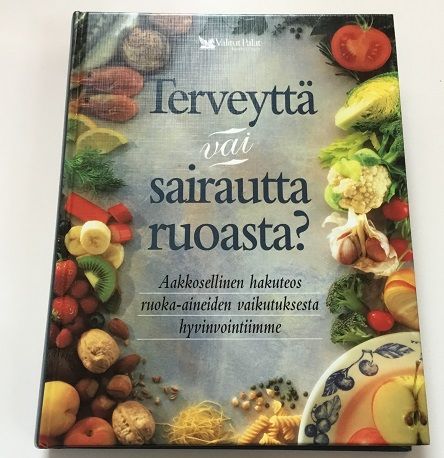 Valitut Palat
Terveyttä
vai
sairautta
ruoasta?
Aakkosellinen hakuteos
ruoka-aineiden vaikutuksesta
hyvinvointiimme